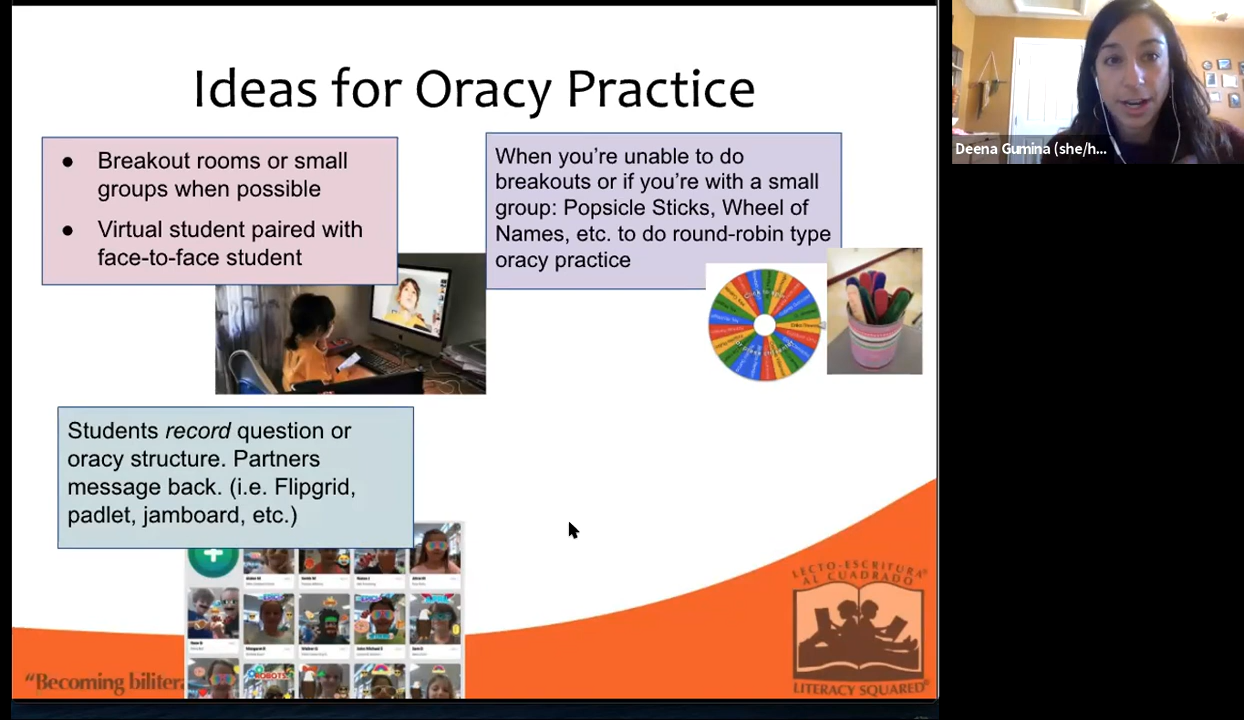 Ideas for Oracy Practice
● Breakout rooms or small
groups when possible
● Virtual student paired with
face-to-face student
When you’re unable to do
breakouts or if you’re with a small
group: Popsicle Sticks, Wheel of
Names, etc. to do round-robin type
oracy practice
Students record question or
oracy structure. Partners
message back. (i.e. Flipgrid,
padlet, jamboard, etc.)
“Becoming biliter
LECTO-ESCRITURA
AL CUADRADO
LITERACY SQUARED®
Deena Gumina (she/h...